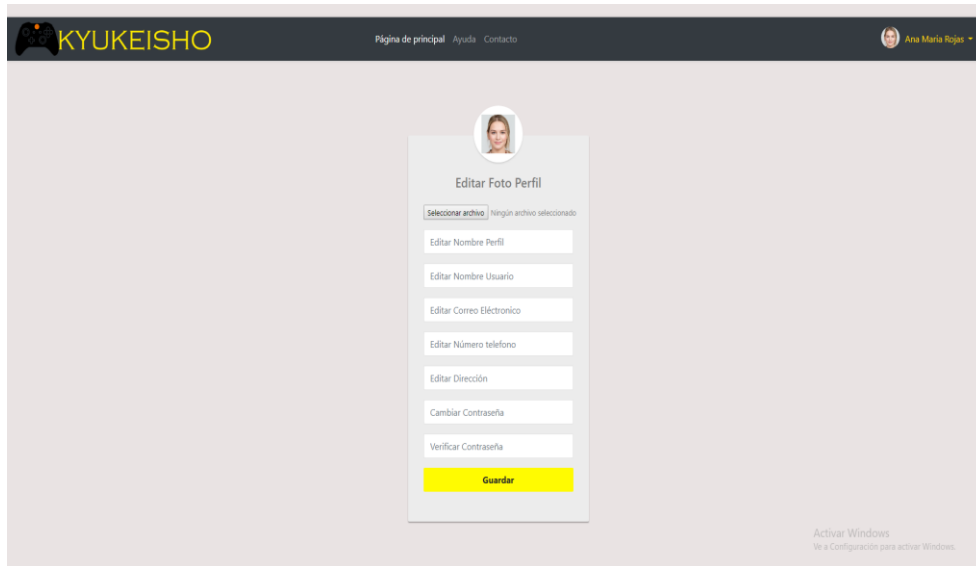 KYUKEISHO
Página de principal Ayuda Contacto
Ana María Rojas
Editar Foto Perfil
Seleccionar archivo Ningún archivo seleccionado
Editar Nombre Perfil
Editar Nombre Usuario
Editar Correo Eléctronico
Editar Número telefono
Editar Dirección
Cambiar Contraseña
Verificar Contraseña
Guardar
Activar Windows
Ve a Configuración para activar Windows.